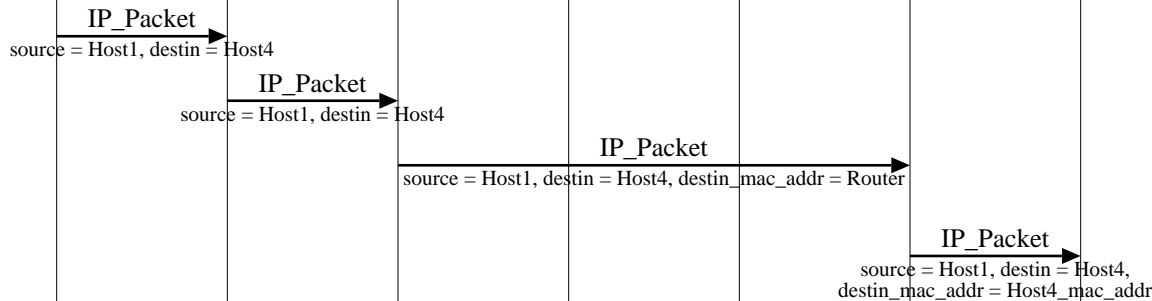 IP_Packet
source = Host1, destin = Host4
IP_Packet
source = Host1, destin = Host4
IP_Packet
source = Host1, destin = Host4, destin_mac_addr = Router
IP_Packet
source = Host1, destin = Host4,
destin_mac_addr = Host4_mac_addr